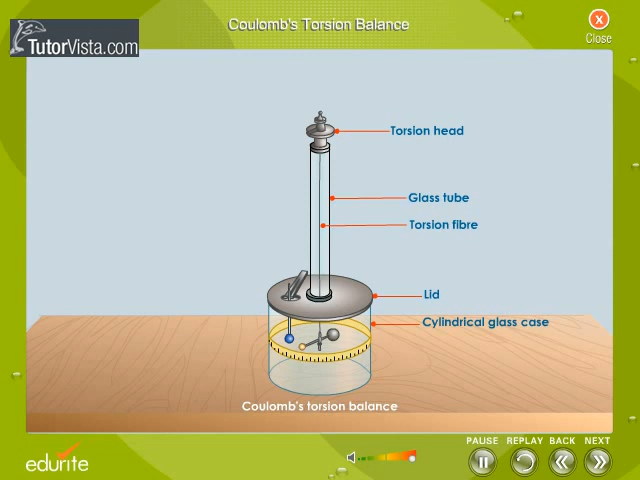 Coulomb's Torsion Balance
Close
TutorVista.com
Torsion head
Glass tube
Torsion fibre
Lid
Cylindrical glass case
Coulomb's torsion balance
edurite
PAUSE REPLAY BACK NEXT